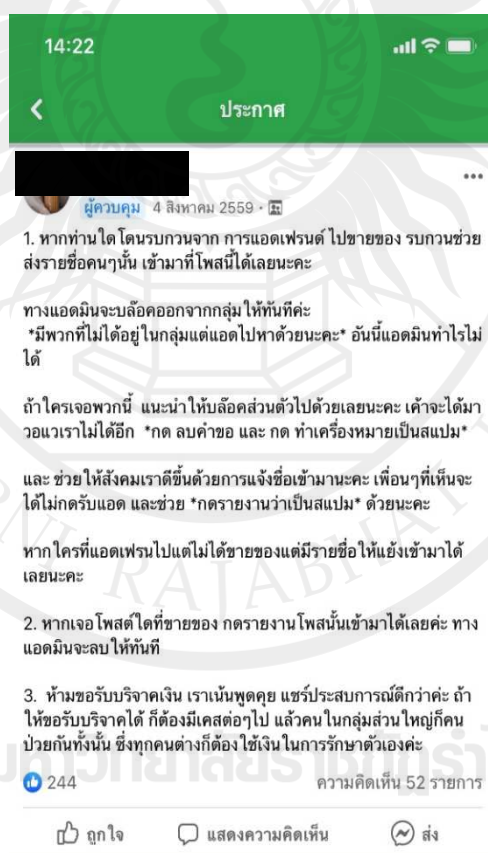 14:22
ประกาศ
ผู้ควบคุม 4 สิงหาคม 2559 ·
1. หากท่านใดโดนรบกวนจาก การแอดเฟรนด์ ไปขายของ รบกวนช่วย
ส่งรายชื่อคนๆนั้น เข้ามาที่โพสนี้ได้เลยนะคะ
ทางแอดมินจะบล๊อคออกจากกลุ่มให้ทันทีค่ะ
*มีพวกที่ไม่ได้อยู่ในกลุ่มแต่แอดไปหาด้วยนะคะ* อันนี้แอดมินทำไรไม่
ได้
ถ้าใครเจอพวกนี้ แนะนำให้บล๊อคส่วนตัวไปด้วยเลยนะคะ เค้าจะได้มา
วอแวเราไม่ได้อีก *กด ลบคำขอ และ กด ทำเครื่องหมายเป็นสแปม*
และ ช่วยให้สังคมเราดีขึ้นด้วยการแจ้งชื่อเข้ามานะคะ เพื่อนๆที่เห็นจะ
ได้ไม่กดรับแอด และช่วย *กดรายงานว่าเป็นสแปม* ด้วยนะคะ
หากใครที่แอดเฟรนไปแต่ไม่ได้ขายของแต่มีรายชื่อให้แย้งเข้ามาได้
เลยนะคะ
2. หากเจอโพสต์ใดที่ขายของ กดรายงานโพสนั้นเข้ามาได้เลยค่ะ ทาง
แอดมินจะลบให้ทันที
3. ห้ามขอรับบริจาคเงิน เราเน้นพูดคุย แชร์ประสบการณ์ดีกว่าค่ะ ถ้า
ให้ขอรับบริจาคได้ ก็ต้องมีเคสต่อๆไป แล้วคนในกลุ่มส่วนใหญ่ก็คน
ป่วยกันทั้งนั้น ซึ่งทุกคนต่างก็ต้องใช้เงินในการรักษาตัวเองค่ะ
244 ความคิดเห็น 52 รายการ
ถูกใจ แสดงความคิดเห็น ส่ง